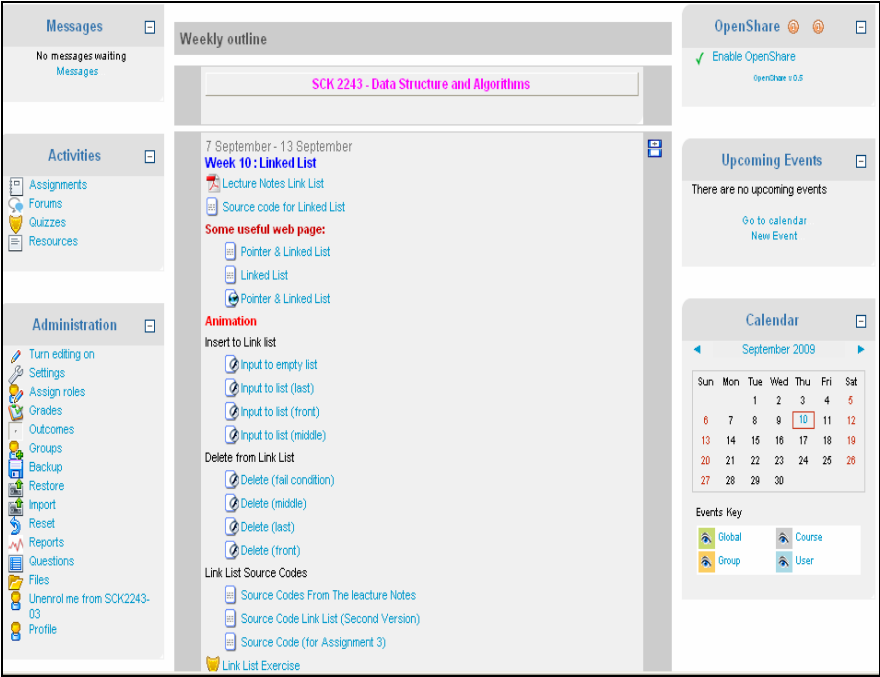 Messages
No messages waiting
Messages
Activities
Assignments
Forums
Quizzes
Resources
Administration
Turn editing on
Settings
Assign roles
Grades
Outcomes
Groups
Backup
Restore
Import
Reset
Reports
Questions
Files
Unenrol me from SCK2243-
03
Profile
Weekly outline
SCK 2243 - Data Structure and Algorithms
7 September - 13 September
Week 10 : Linked List
Lecture Notes Link List
Source code for Linked List
Some useful web page:
Pointer & Linked List
Linked List
Pointer & Linked List
Animation
Insert to Link list
Input to empty list
Input to list (last)
Input to list (front)
Input to list (middle)
Delete from Link List
Delete (fail condition)
Delete (middle)
Delete (last)
Delete (front)
Link List Source Codes
Source Codes From The leacture Notes
Source Code Link List (Second Version)
Source Code (for Assignment 3)
Link List Exercise
OpenShare
Enable OpenShare
OpenShare v 0.5
Upcoming Events
There are no upcoming events
Go to calendar
New Event
Calendar
September 2009
Sun Mon Tue Wed Thu Fri Sat
1 2 3 4 5
6 7 8 9 10 11 12
13 14 15 16 17 18 19
20 21 22 23 24 25 26
27 28 29 30
Events Key
Global Course
Group User